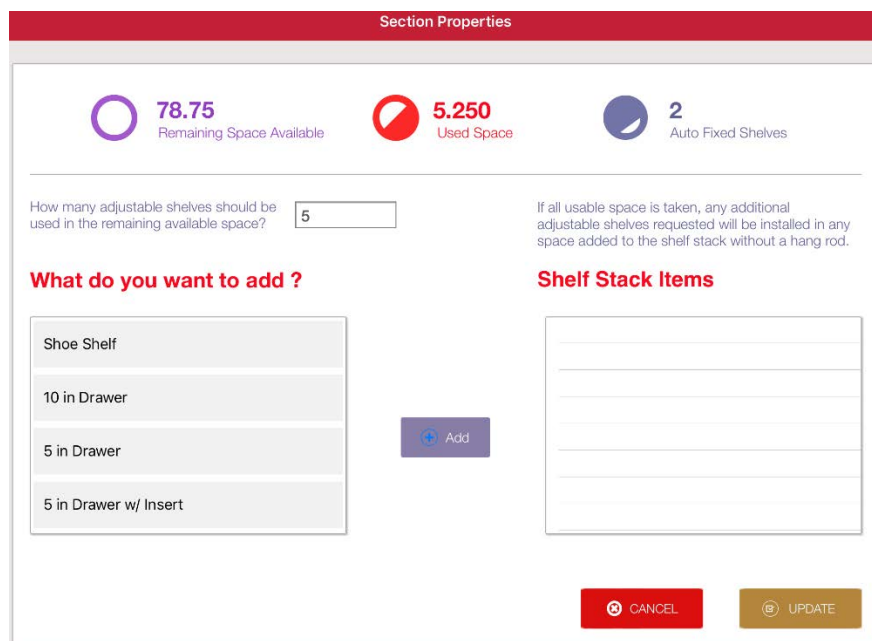 Section Properties
78.75
Remaining Space Available
5.250
Used Space
2
Auto Fixed Shelves
How many adjustable shelves should be
used in the remaining available space?
5
If all usable space is taken, any additional
adjustable shelves requested will be installed in any
space added to the shelf stack without a hang rod.
What do you want to add ?
Shelf Stack Items
Shoe Shelf
10 in Drawer
5 in Drawer
5 in Drawer w/ Insert
Add
CANCEL
UPDATE